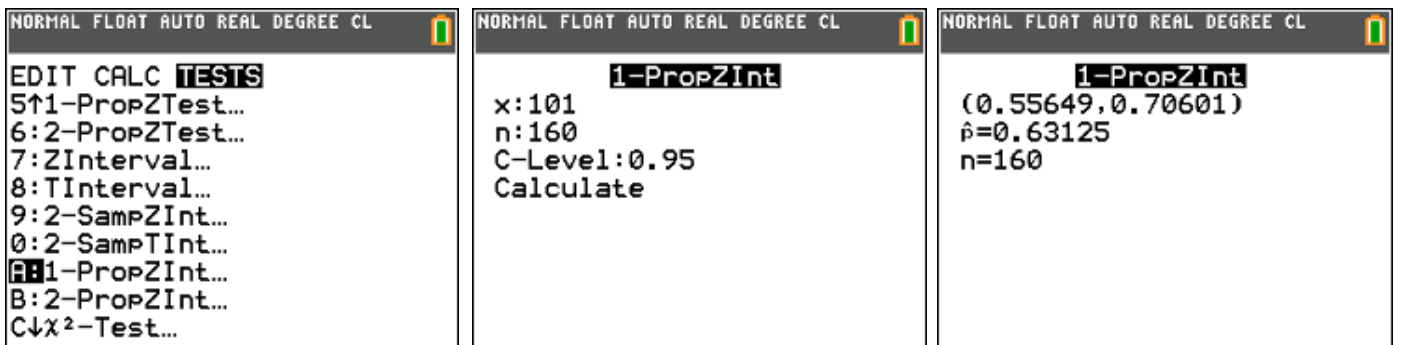 NORMAL FLOAT AUTO REAL DEGREE CL
EDIT CALC TESTS
5↑1-PropZTest…
6:2-PropZTest…
7:ZInterval…
8:TInterval…
9:2-SampZInt…
0:2-SampTInt…
A:1-PropZInt…
B:2-PropZInt…
C↓χ²-Test…
NORMAL FLOAT AUTO REAL DEGREE CL
1-PropZInt
x:101
n:160
C-Level:0.95
Calculate
NORMAL FLOAT AUTO REAL DEGREE CL
1-PropZInt
(0.55649,0.70601)
p̂=0.63125
n=160